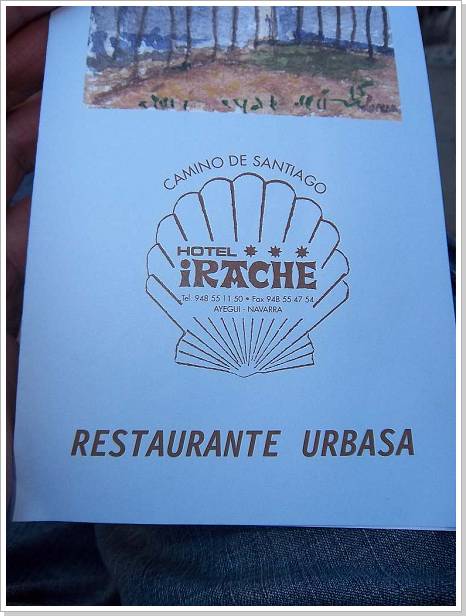 CAMINO DE SANTIAGO
HOTEL ***
iRACHE
Tel. 948 55 11 50 • Fax 948 55 47 54
AYEGUI - NAVARRA
RESTAURANTE URBASA